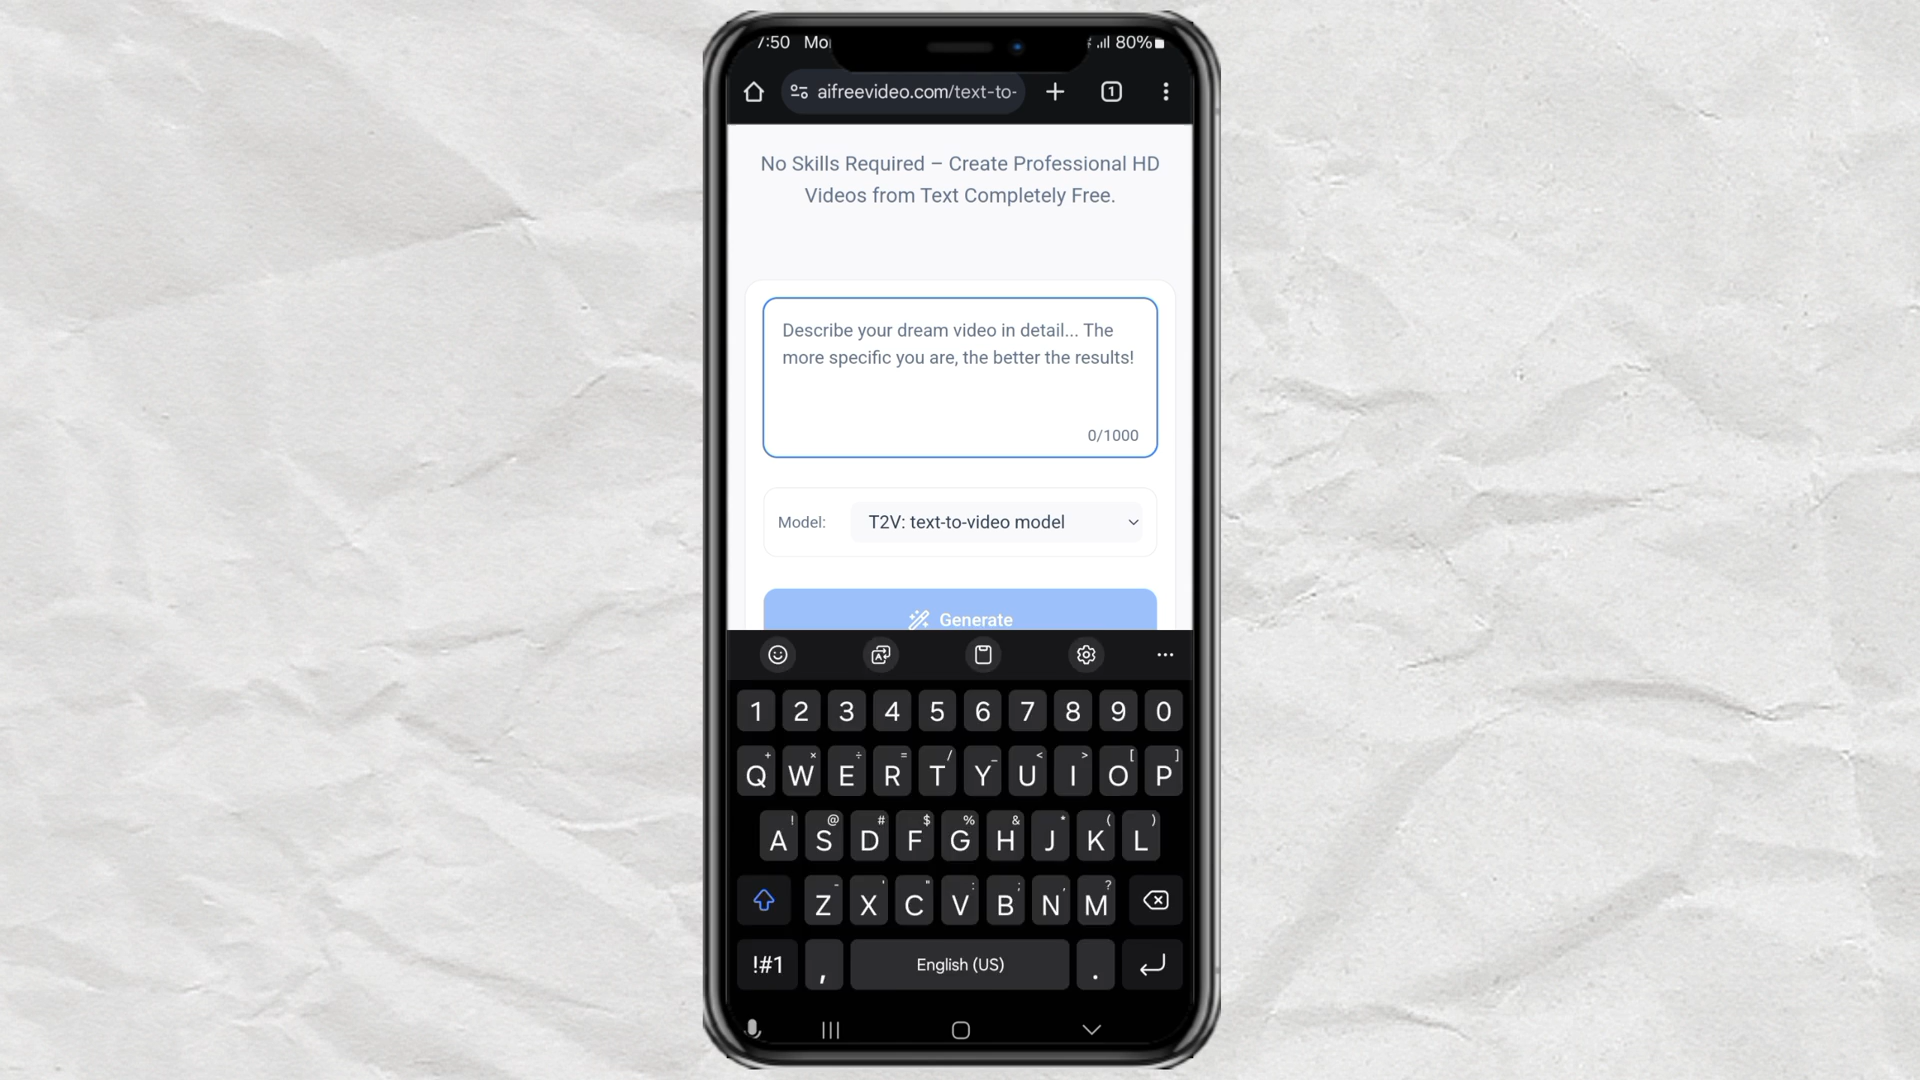 7:50 Mo
80%
aifreevideo.com/text-to-
1
No Skills Required – Create Professional HD
Videos from Text Completely Free.
Describe your dream video in detail... The
more specific you are, the better the results!
0/1000
Model: T2V: text-to-video model
Generate
1 2 3 4 5 6 7 8 9 0
+ × ÷ = / _ < > [ ]
Q W E R T Y U I O P
! @ # $ % & * ( )
A S D F G H J K L
- ' " : ; , ?
Z X C V B N M
!#1 , English (US) .